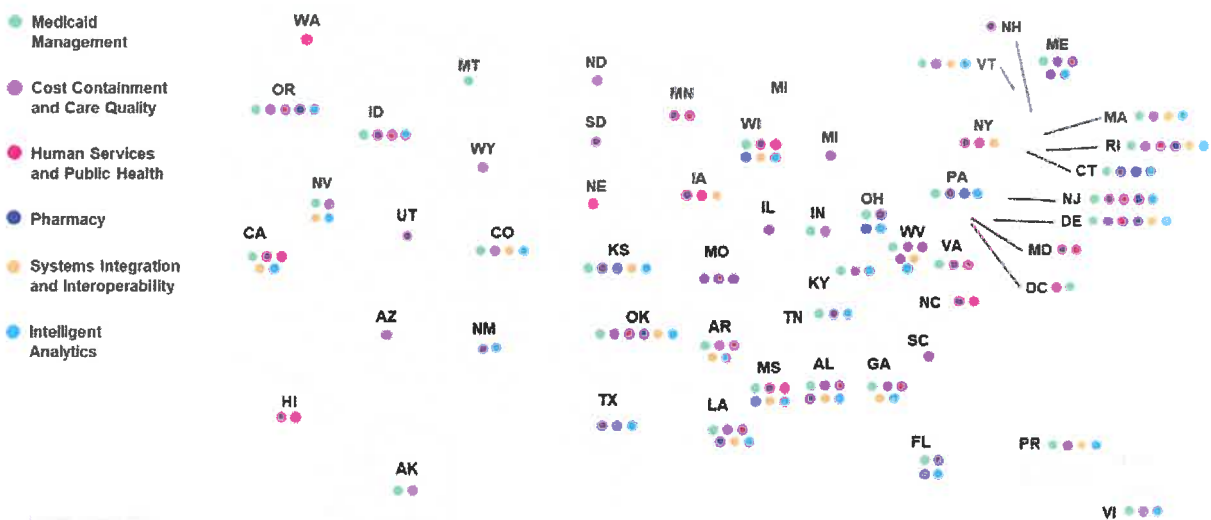 Medicaid
Management
Cost Containment
and Care Quality
Human Services
and Public Health
Pharmacy
Systems Integration
and Interoperability
Intelligent
Analytics
WA
NH
ME
VT
MT
ND
MI
OR
MN
ID
SD
WI
MI
NY
MA
RI
WY
CT
NV
NE
IA
PA
UT
IL
IN
OH
NJ
DE
CA
CO
KS
MO
WV
VA
MD
KY
DC
NC
AZ
NM
OK
AR
TN
SC
MS
AL
GA
HI
TX
LA
FL
PR
AK
VI